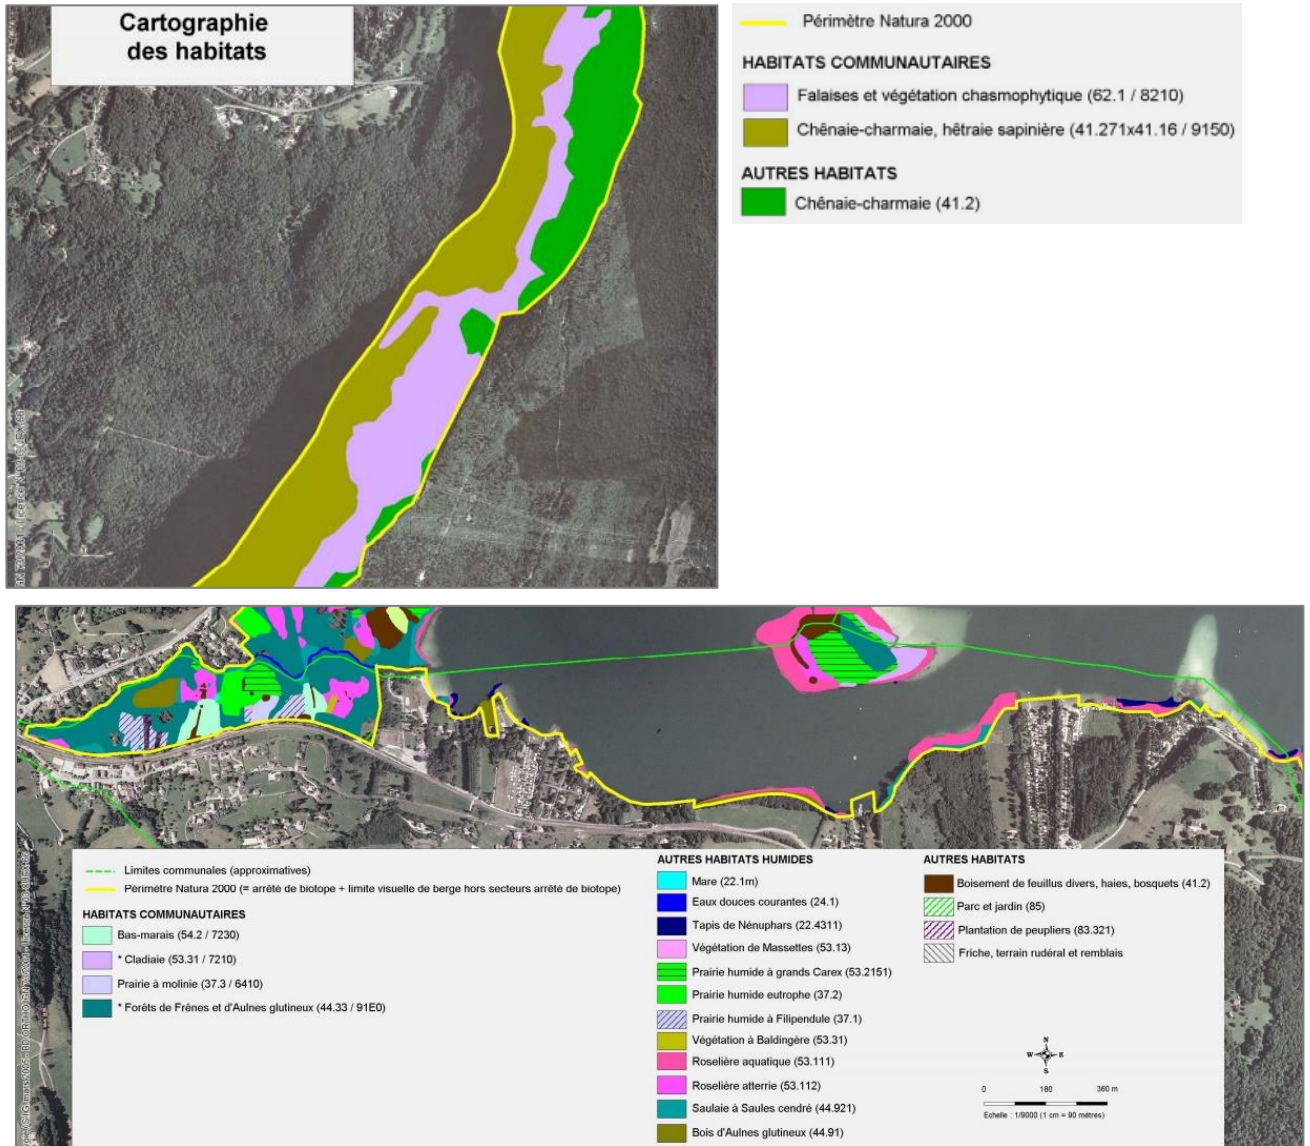 Cartographie
des habitats
Périmètre Natura 2000
HABITATS COMMUNAUTAIRES
Falaises et végétation chasmophytique (62.1 / 8210)
Chênaie-charmaie, hêtraie sapinière (41.271x41.16 / 9150)
AUTRES HABITATS
Chênaie-charmaie (41.2)
Limites communales (approximatives)
Périmètre Natura 2000 (= arrêté de biotope + limite visuelle de berge hors secteurs arrêté de biotope)
HABITATS COMMUNAUTAIRES
Bas-marais (54.2 / 7230)
* Cladiaie (53.31 / 7210)
Prairie à molinie (37.3 / 6410)
* Forêts de Frênes et d'Aulnes glutineux (44.33 / 91E0)
AUTRES HABITATS HUMIDES
Mare (22.1m)
Eaux douces courantes (24.1)
Tapis de Nénuphars (22.4311)
Végétation de Massettes (53.13)
Prairie humide à grands Carex (53.2151)
Prairie humide eutrophe (37.2)
Prairie humide à Filipendule (37.1)
Végétation à Baldingère (53.31)
Roselière aquatique (53.111)
Roselière atterrie (53.112)
Saulaie à Saules cendré (44.921)
Bois d'Aulnes glutineux (44.91)
AUTRES HABITATS
Boisement de feuillus divers, haies, bosquets (41.2)
Parc et jardin (85)
Plantation de peupliers (83.321)
Friche, terrain rudéral et remblais
N
W E
S
0 180 360 m
Echelle : 1/9000 (1 cm = 90 mètres)